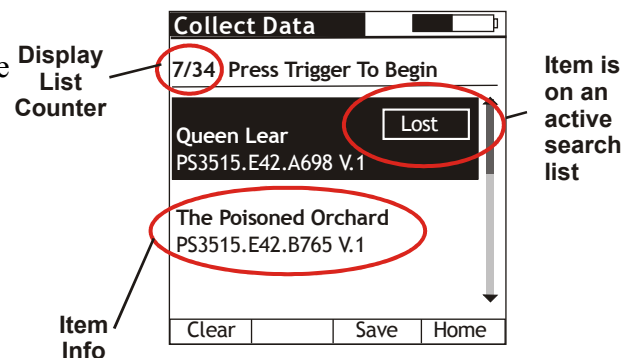 Collect Data
e
Display
List
Counter
7/34 Press Trigger To Begin
Item is
on an
active
search
list
Lost
Queen Lear
PS3515.E42.A698 V.1
The Poisoned Orchard
PS3515.E42.B765 V.1
Item
Info
Clear Save Home